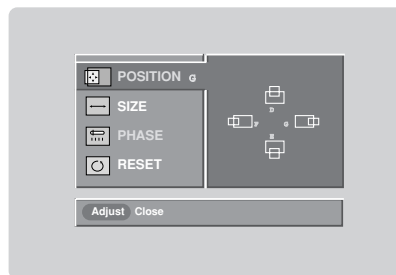 POSITION G
D
SIZE
F G
PHASE
E
RESET
Adjust Close